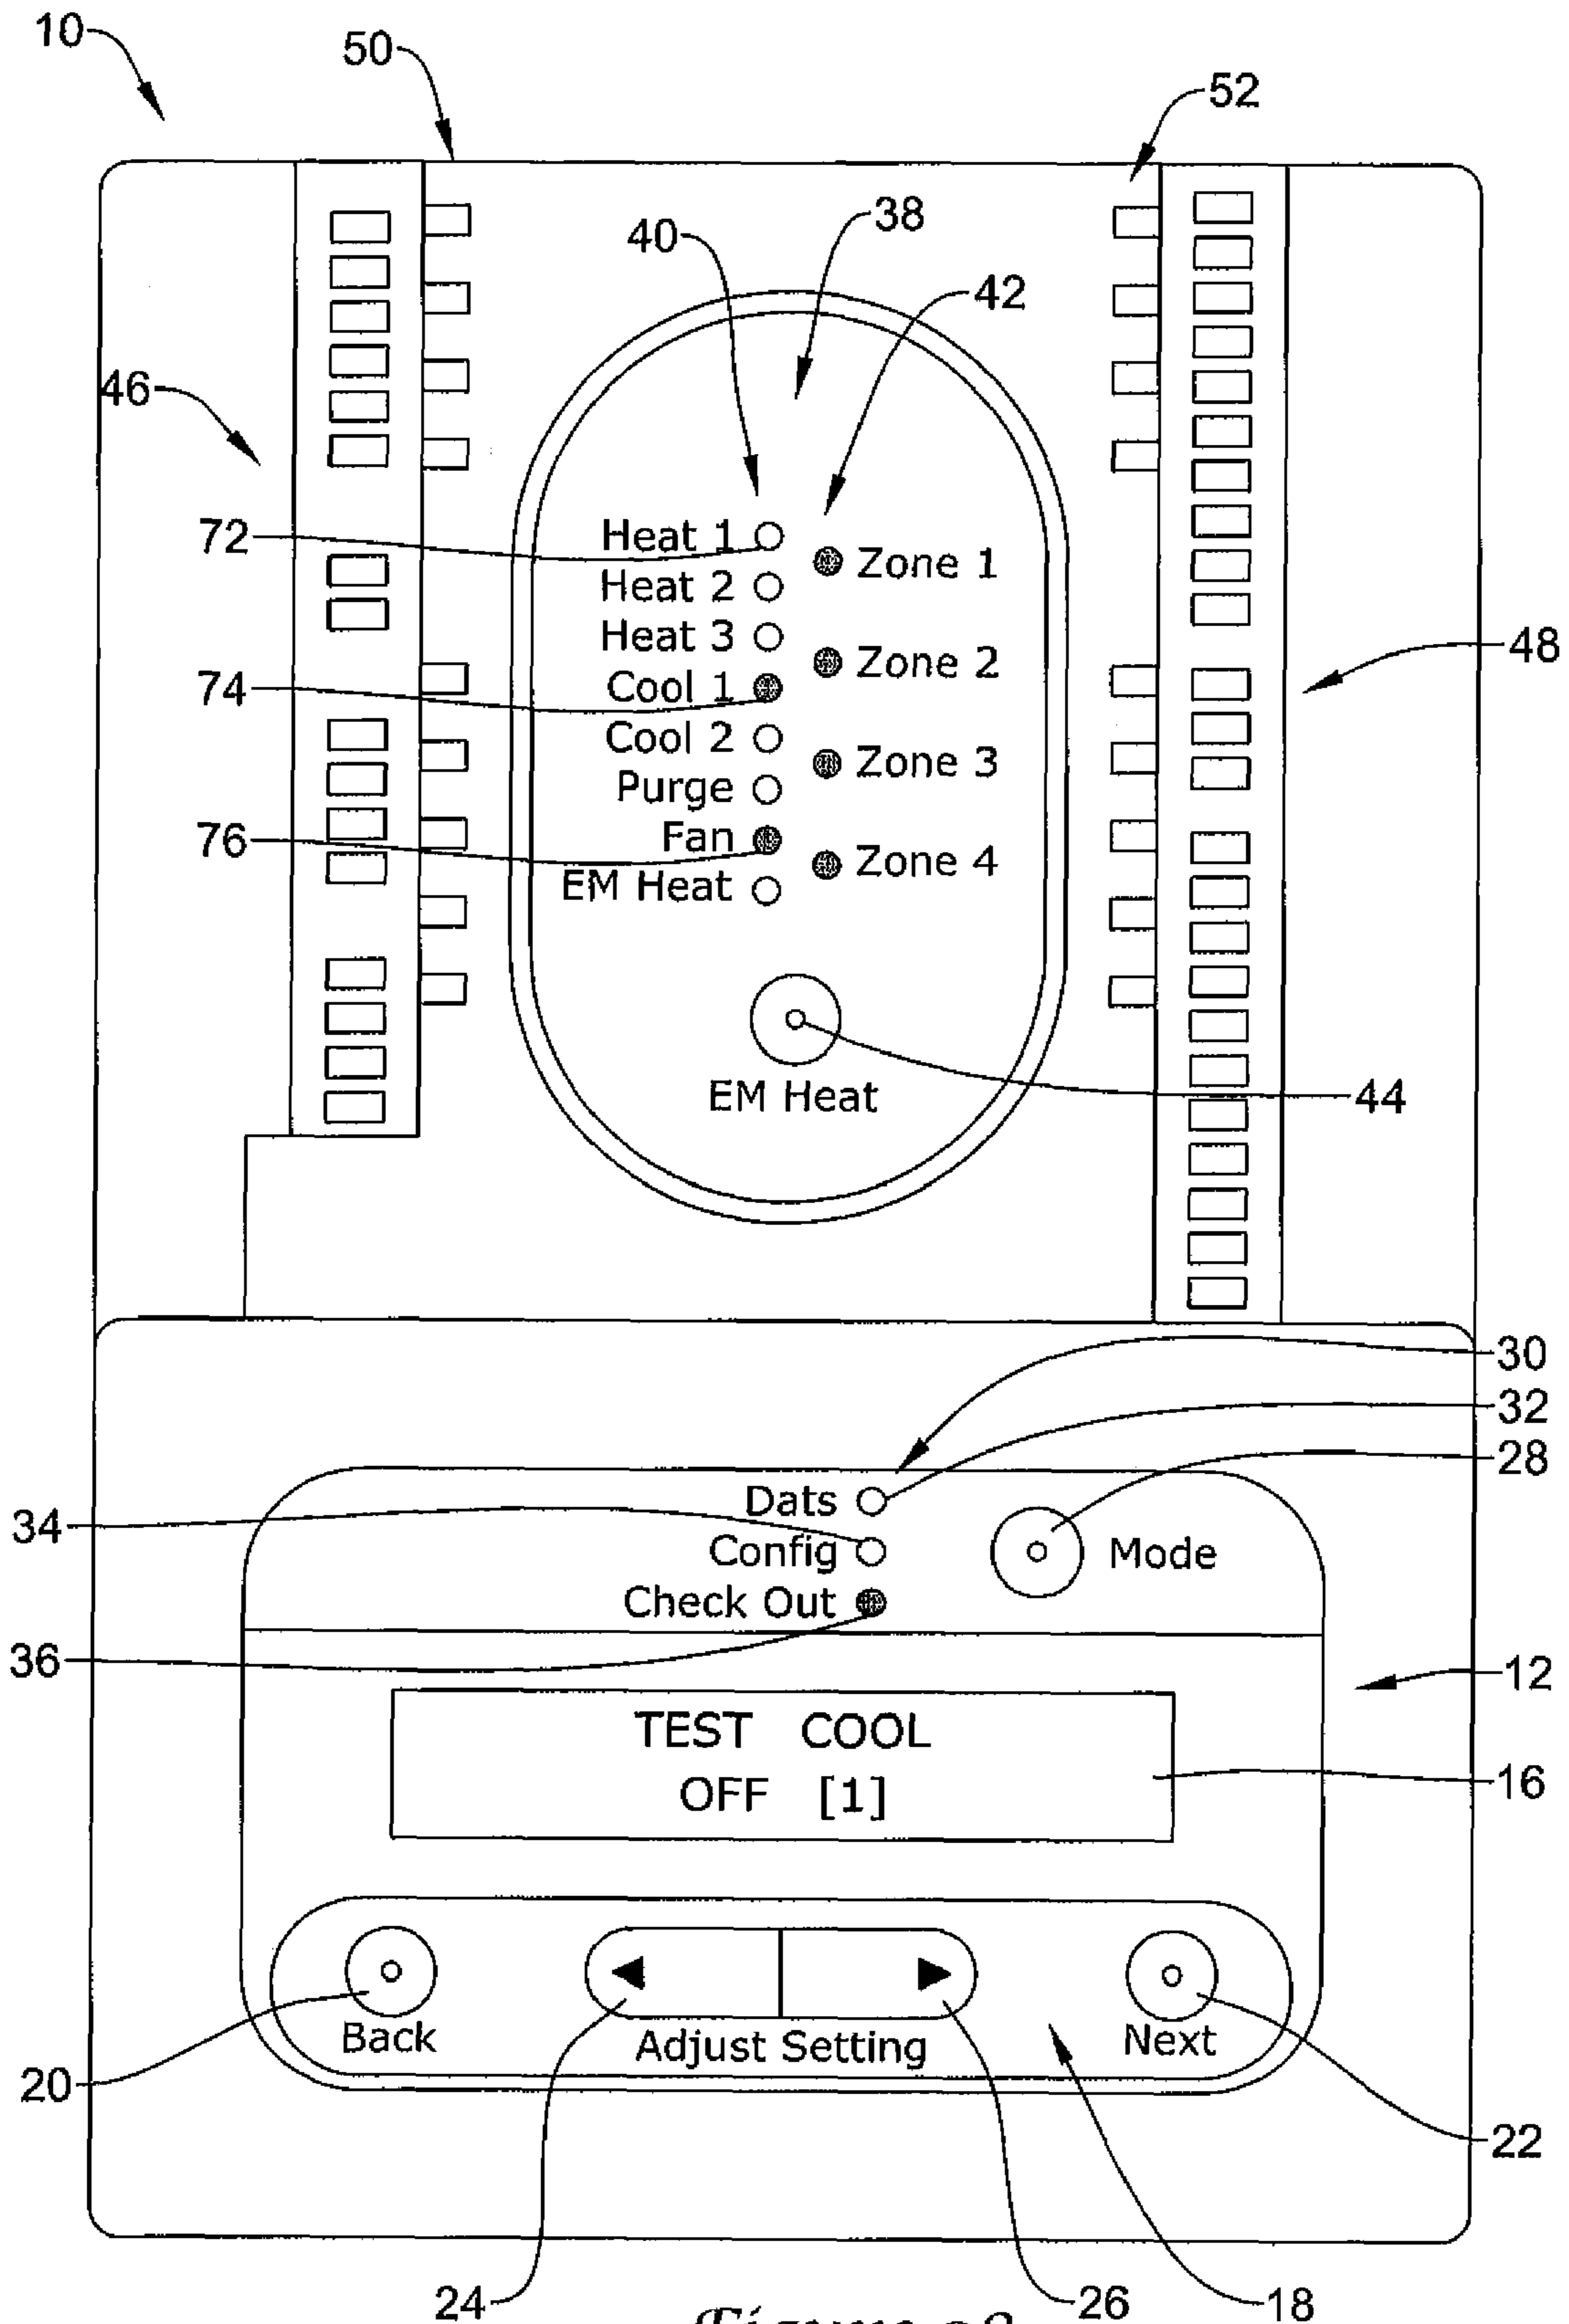 10
50
52
40
38
42
46
72
Heat 1
Zone 1
Heat 2
Heat 3
48
Zone 2
74
Cool 1
Cool 2
Zone 3
Purge
76
Fan
Zone 4
EM Heat
EM Heat
44
30
32
28
Dats
34
Config
Mode
Check Out
36
12
TEST COOL
16
OFF [1]
Back
Adjust Setting
Next
20
22
24
26
18